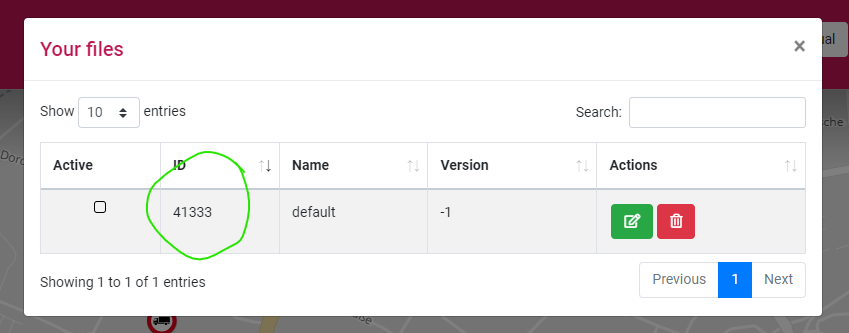 Your files
×
ual
Show 10 entries
Search:
Active ID Name Version Actions
41333 default -1
Showing 1 to 1 of 1 entries
Previous 1 Next